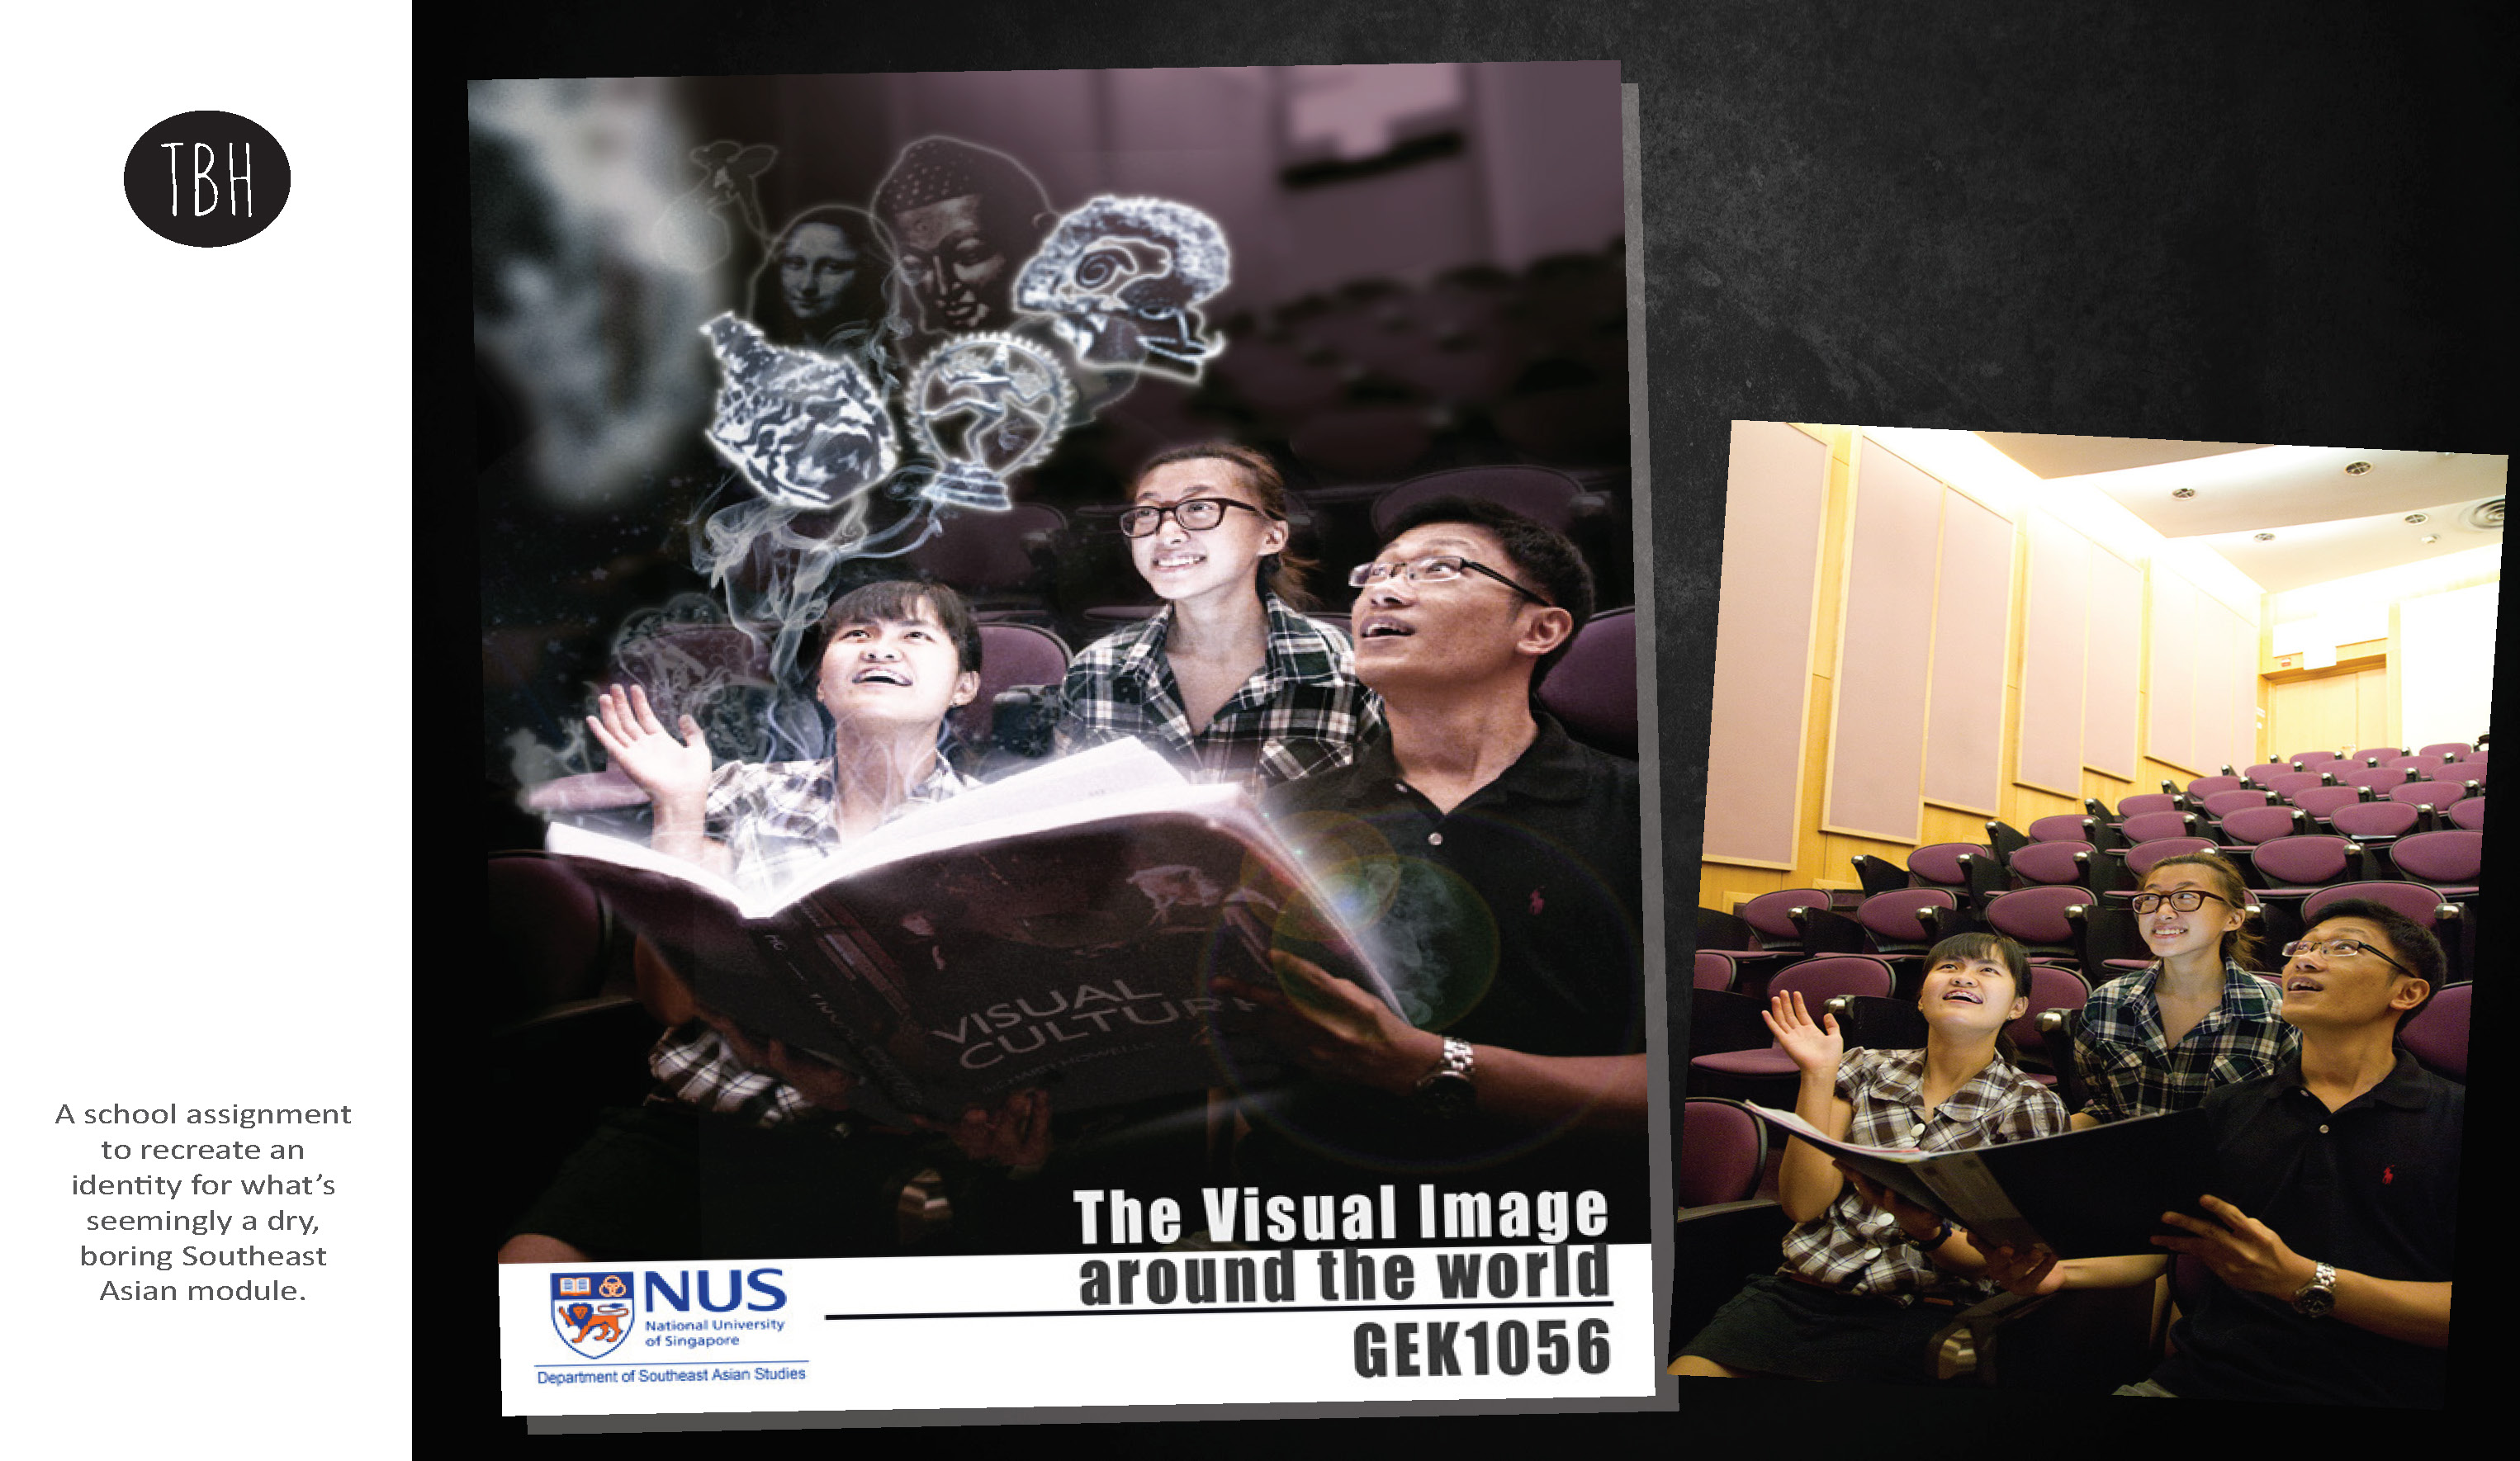 TBH
A school assignment
to recreate an
identity for what's
seemingly a dry,
boring Southeast
Asian module.
VISUAL
CULTURE
The Visual Image
around the world
GEK1056
NUS
National University
of Singapore
Department of Southeast Asian Studies